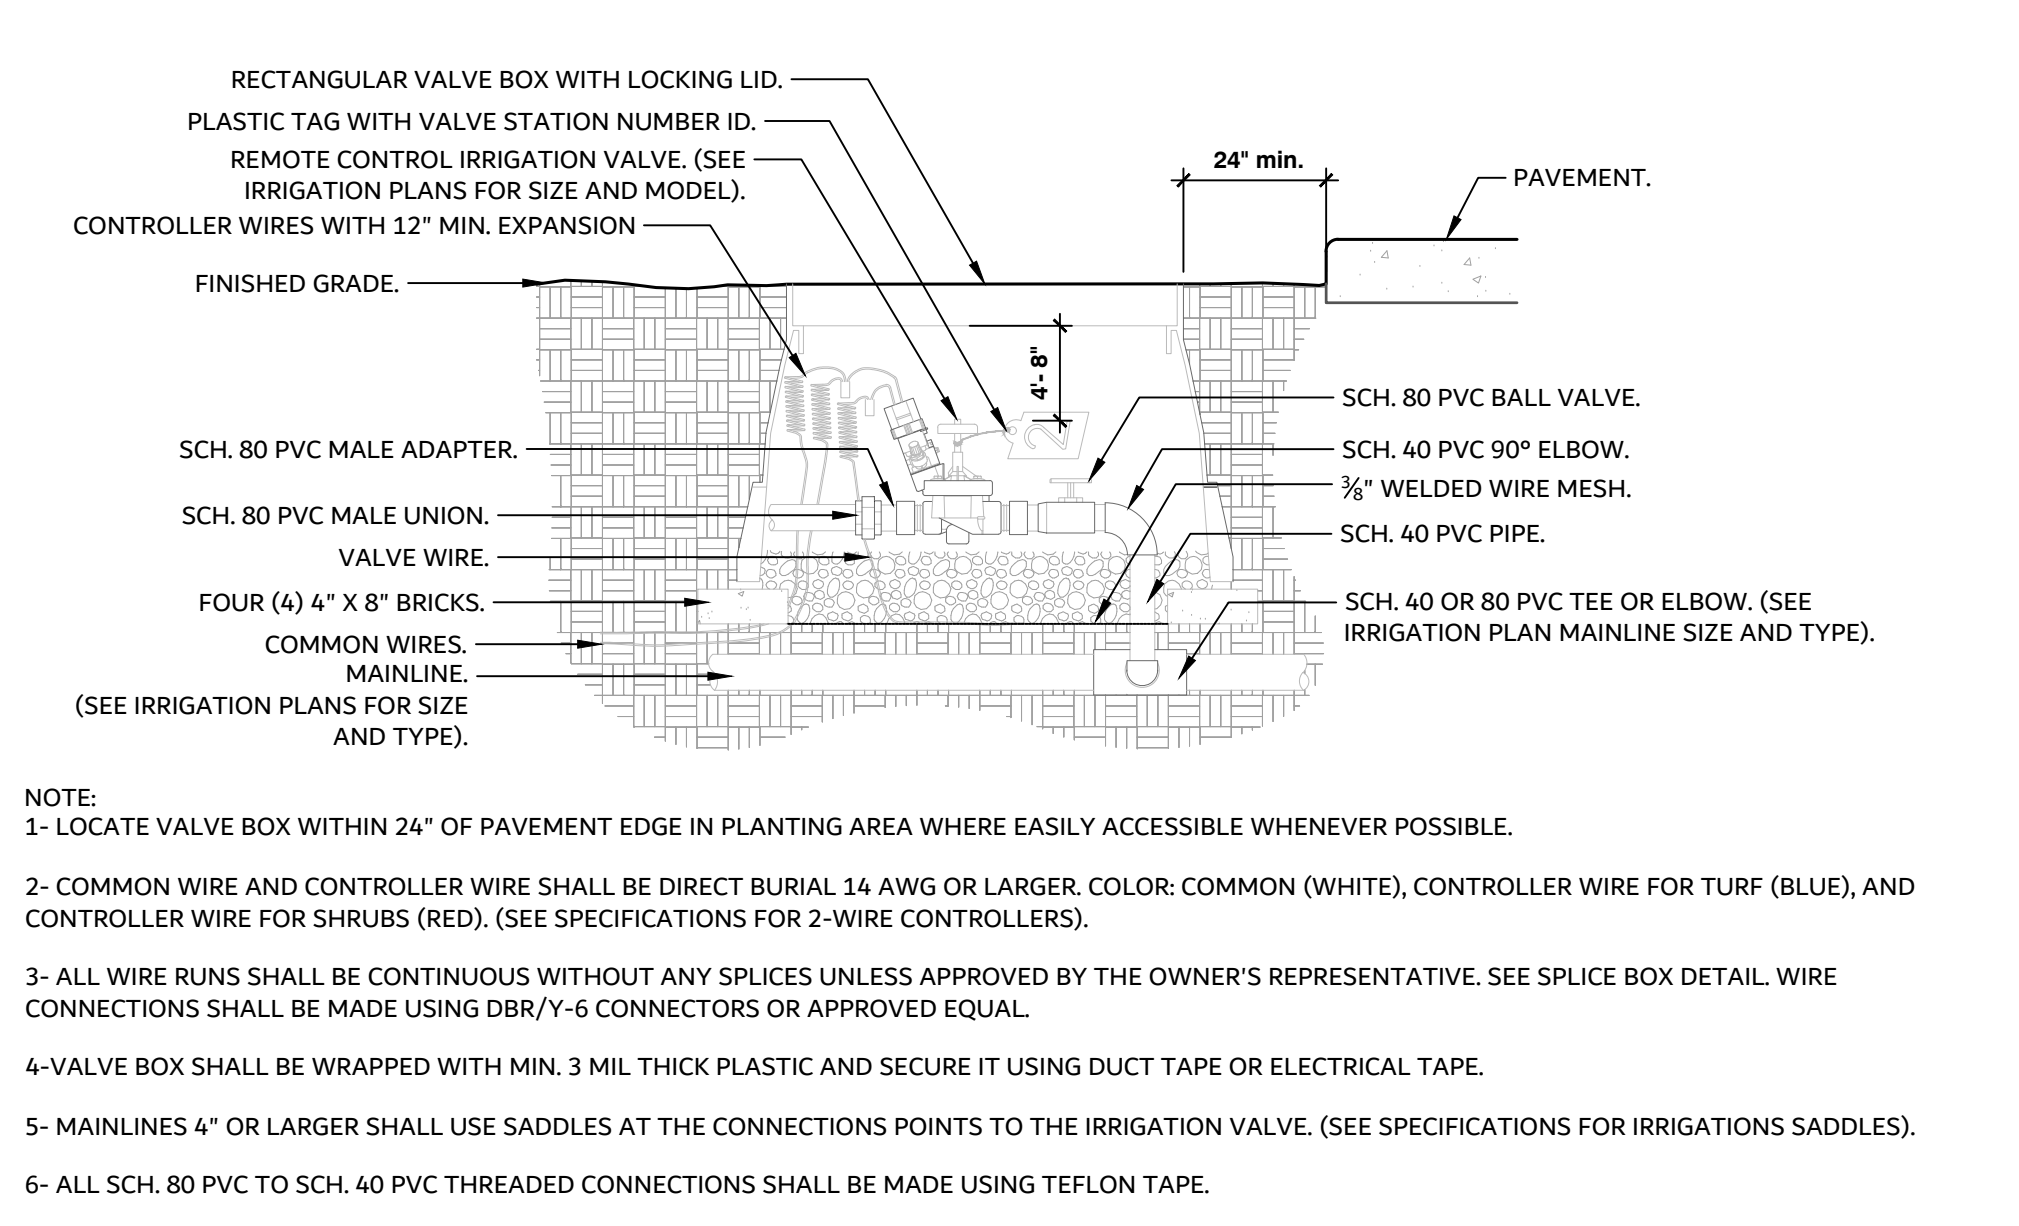 RECTANGULAR VALVE BOX WITH LOCKING LID.
PLASTIC TAG WITH VALVE STATION NUMBER ID.
REMOTE CONTROL IRRIGATION VALVE. (SEE
IRRIGATION PLANS FOR SIZE AND MODEL).
CONTROLLER WIRES WITH 12" MIN. EXPANSION
FINISHED GRADE.
SCH. 80 PVC MALE ADAPTER.
SCH. 80 PVC MALE UNION.
VALVE WIRE.
FOUR (4) 4" X 8" BRICKS.
COMMON WIRES.
MAINLINE.
(SEE IRRIGATION PLANS FOR SIZE
AND TYPE).
24" min.
4'- 8"
2
PAVEMENT.
SCH. 80 PVC BALL VALVE.
SCH. 40 PVC 90° ELBOW.
⅜" WELDED WIRE MESH.
SCH. 40 PVC PIPE.
SCH. 40 OR 80 PVC TEE OR ELBOW. (SEE
IRRIGATION PLAN MAINLINE SIZE AND TYPE).
NOTE:
1- LOCATE VALVE BOX WITHIN 24" OF PAVEMENT EDGE IN PLANTING AREA WHERE EASILY ACCESSIBLE WHENEVER POSSIBLE.
2- COMMON WIRE AND CONTROLLER WIRE SHALL BE DIRECT BURIAL 14 AWG OR LARGER. COLOR: COMMON (WHITE), CONTROLLER WIRE FOR TURF (BLUE), AND
CONTROLLER WIRE FOR SHRUBS (RED). (SEE SPECIFICATIONS FOR 2-WIRE CONTROLLERS).
3- ALL WIRE RUNS SHALL BE CONTINUOUS WITHOUT ANY SPLICES UNLESS APPROVED BY THE OWNER'S REPRESENTATIVE. SEE SPLICE BOX DETAIL. WIRE
CONNECTIONS SHALL BE MADE USING DBR/Y-6 CONNECTORS OR APPROVED EQUAL.
4-VALVE BOX SHALL BE WRAPPED WITH MIN. 3 MIL THICK PLASTIC AND SECURE IT USING DUCT TAPE OR ELECTRICAL TAPE.
5- MAINLINES 4" OR LARGER SHALL USE SADDLES AT THE CONNECTIONS POINTS TO THE IRRIGATION VALVE. (SEE SPECIFICATIONS FOR IRRIGATIONS SADDLES).
6- ALL SCH. 80 PVC TO SCH. 40 PVC THREADED CONNECTIONS SHALL BE MADE USING TEFLON TAPE.